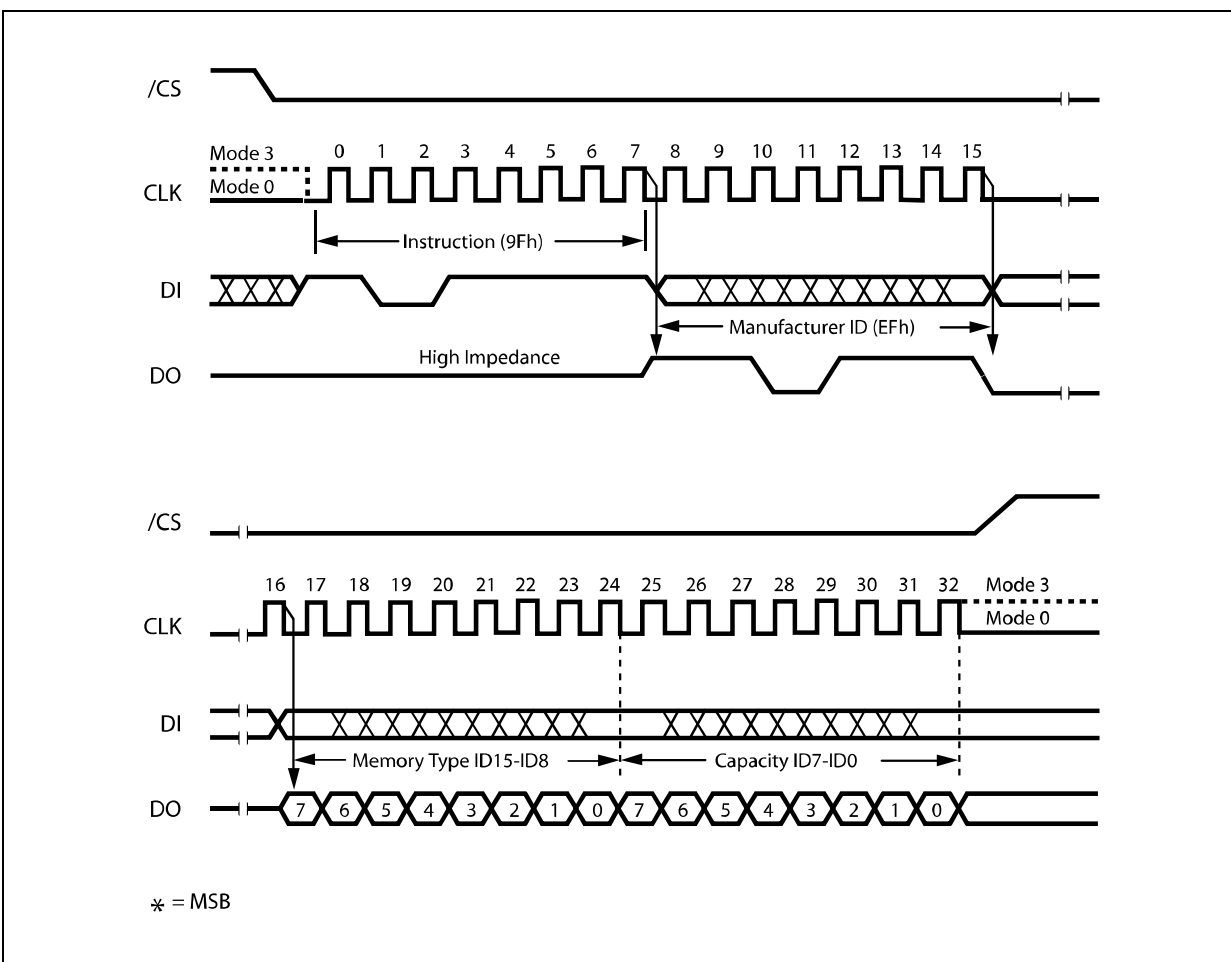 /CS
Mode 3
0 1 2 3 4 5 6 7 8 9 10 11 12 13 14 15
CLK
Mode 0
Instruction (9Fh)
DI
Manufacturer ID (EFh)
High Impedance
DO
/CS
16 17 18 19 20 21 22 23 24 25 26 27 28 29 30 31 32
Mode 3
CLK
Mode 0
DI
Memory Type ID15-ID8
Capacity ID7-ID0
DO
7 6 5 4 3 2 1 0 7 6 5 4 3 2 1 0
* = MSB